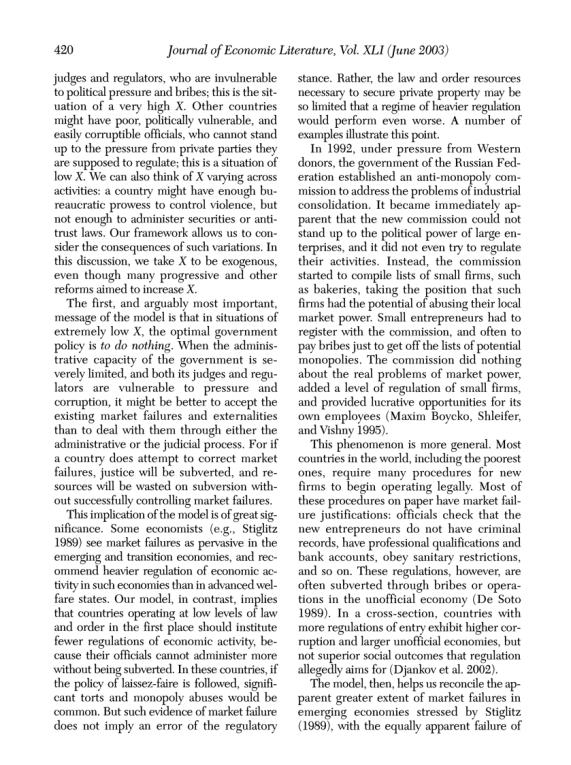 420
Journal of Economic Literature, Vol. XLI (June 2003)
judges and regulators, who are invulnerable
to political pressure and bribes; this is the sit-
uation of a very high X. Other countries
might have poor, politically vulnerable, and
easily corruptible officials, who cannot stand
up to the pressure from private parties they
are supposed to regulate; this is a situation of
low X. We can also think of X varying across
activities: a country might have enough bu-
reaucratic prowess to control violence, but
not enough to administer securities or anti-
trust laws. Our framework allows us to con-
sider the consequences of such variations. In
this discussion, we take X to be exogenous,
even though many progressive and other
reforms aimed to increase X.
The first, and arguably most important,
message of the model is that in situations of
extremely low X, the optimal government
policy is to do nothing. When the adminis-
trative capacity of the government is se-
verely limited, and both its judges and regu-
lators are vulnerable to pressure and
corruption, it might be better to accept the
existing market failures and externalities
than to deal with them through either the
administrative or the judicial process. For if
a country does attempt to correct market
failures, justice will be subverted, and re-
sources will be wasted on subversion with-
out successfully controlling market failures.
This implication of the model is of great sig-
nificance. Some economists (e.g., Stiglitz
1989) see market failures as pervasive in the
emerging and transition economies, and rec-
ommend heavier regulation of economic ac-
tivity in such economies than in advanced wel-
fare states. Our model, in contrast, implies
that countries operating at low levels of law
and order in the first place should institute
fewer regulations of economic activity, be-
cause their officials cannot administer more
without being subverted. In these countries, if
the policy of laissez-faire is followed, signifi-
cant torts and monopoly abuses would be
common. But such evidence of market failure
does not imply an error of the regulatory
stance. Rather, the law and order resources
necessary to secure private property may be
so limited that a regime of heavier regulation
would perform even worse. A number of
examples illustrate this point.
In 1992, under pressure from Western
donors, the government of the Russian Fed-
eration established an anti-monopoly com-
mission to address the problems of industrial
consolidation. It became immediately ap-
parent that the new commission could not
stand up to the political power of large en-
terprises, and it did not even try to regulate
their activities. Instead, the commission
started to compile lists of small firms, such
as bakeries, taking the position that such
firms had the potential of abusing their local
market power. Small entrepreneurs had to
register with the commission, and often to
pay bribes just to get off the lists of potential
monopolies. The commission did nothing
about the real problems of market power,
added a level of regulation of small firms,
and provided lucrative opportunities for its
own employees (Maxim Boycko, Shleifer,
and Vishny 1995).
This phenomenon is more general. Most
countries in the world, including the poorest
ones, require many procedures for new
firms to begin operating legally. Most of
these procedures on paper have market fail-
ure justifications: officials check that the
new entrepreneurs do not have criminal
records, have professional qualifications and
bank accounts, obey sanitary restrictions,
and so on. These regulations, however, are
often subverted through bribes or opera-
tions in the unofficial economy (De Soto
1989). In a cross-section, countries with
more regulations of entry exhibit higher cor-
ruption and larger unofficial economies, but
not superior social outcomes that regulation
allegedly aims for (Djankov et al. 2002).
The model, then, helps us reconcile the ap-
parent greater extent of market failures in
emerging economies stressed by Stiglitz
(1989), with the equally apparent failure of